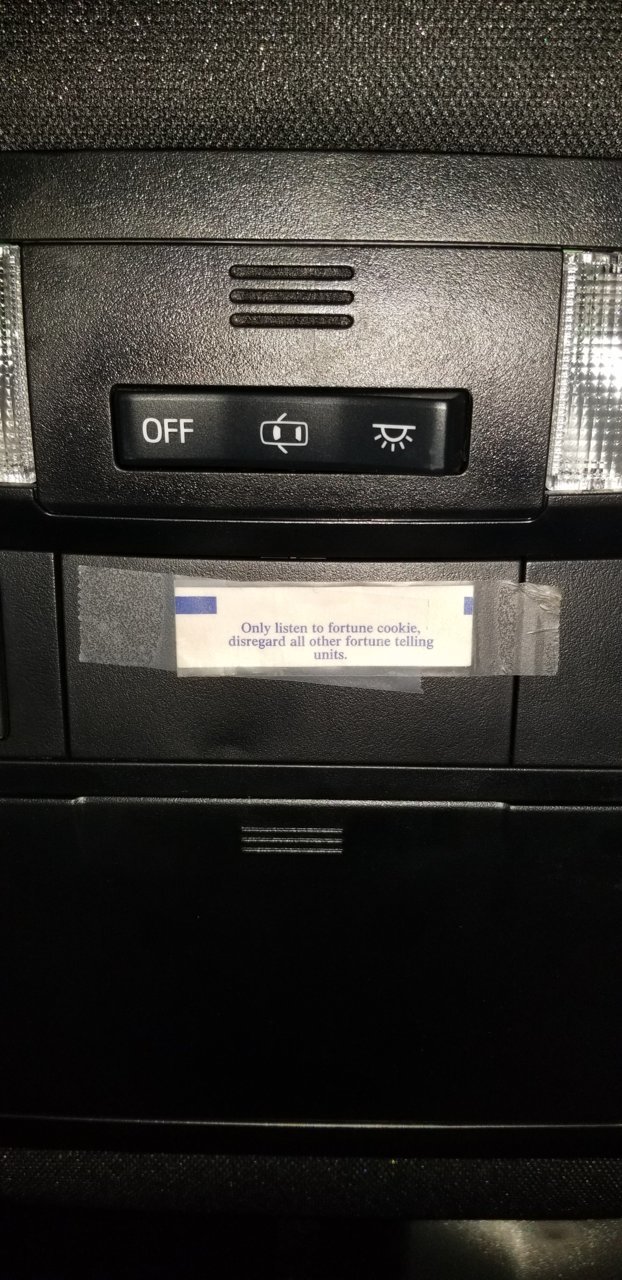 OFF
Only listen to fortune cookie,
disregard all other fortune telling
units.